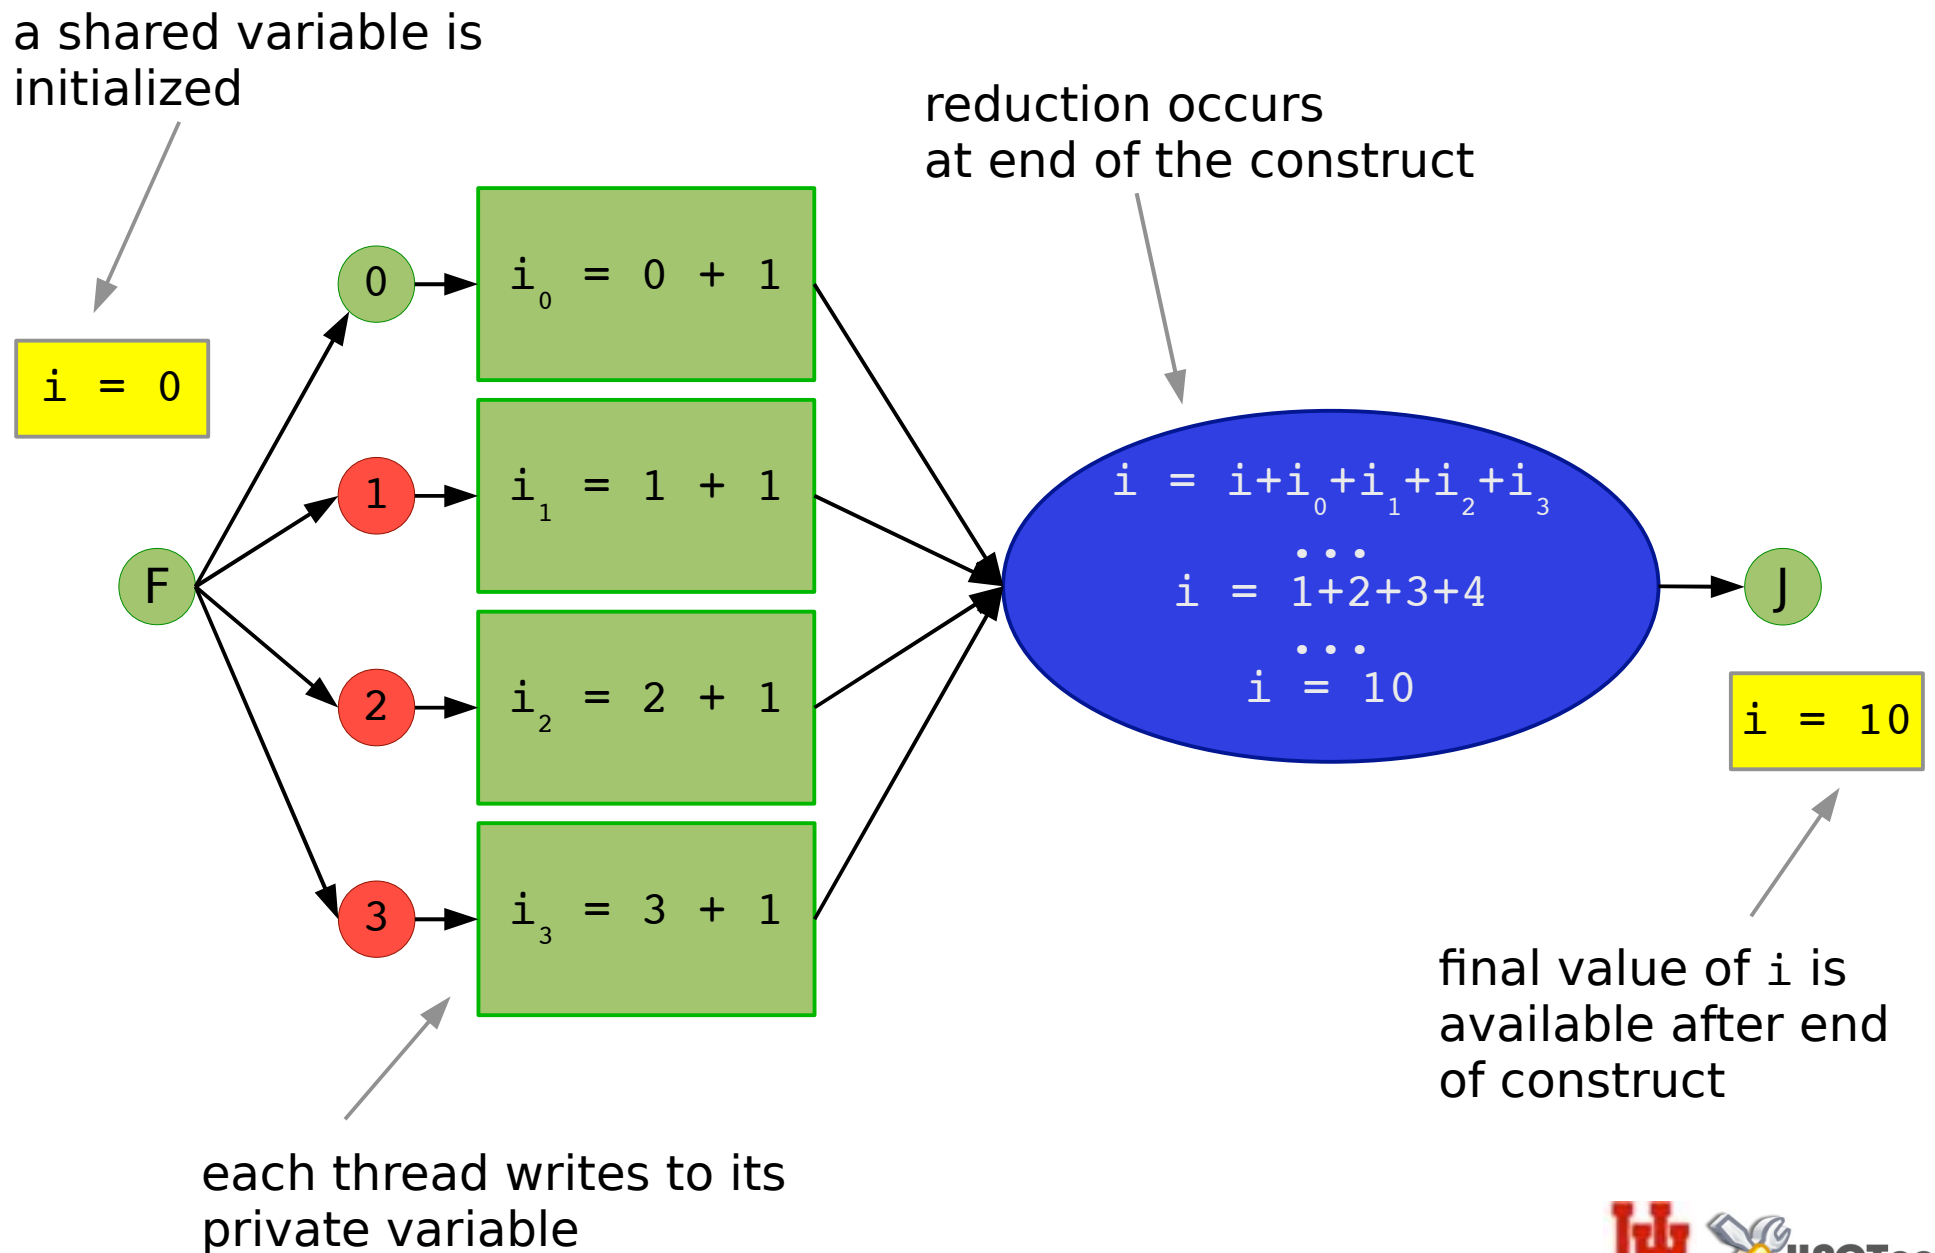 a shared variable is
initialized
reduction occurs
at end of the construct
i = 0
F
0
i₀ = 0 + 1
1
i₁ = 1 + 1
2
i₂ = 2 + 1
3
i₃ = 3 + 1
i = i+i₀+i₁+i₂+i₃
...
i = 1+2+3+4
...
i = 10
J
i = 10
final value of i is
available after end
of construct
each thread writes to its
private variable